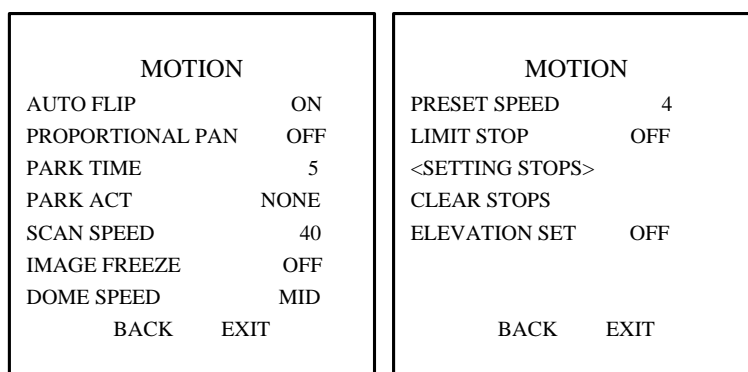 MOTION
AUTO FLIP ON
PROPORTIONAL PAN OFF
PARK TIME 5
PARK ACT NONE
SCAN SPEED 40
IMAGE FREEZE OFF
DOME SPEED MID
BACK EXIT
MOTION
PRESET SPEED 4
LIMIT STOP OFF
<SETTING STOPS>
CLEAR STOPS
ELEVATION SET OFF
BACK EXIT